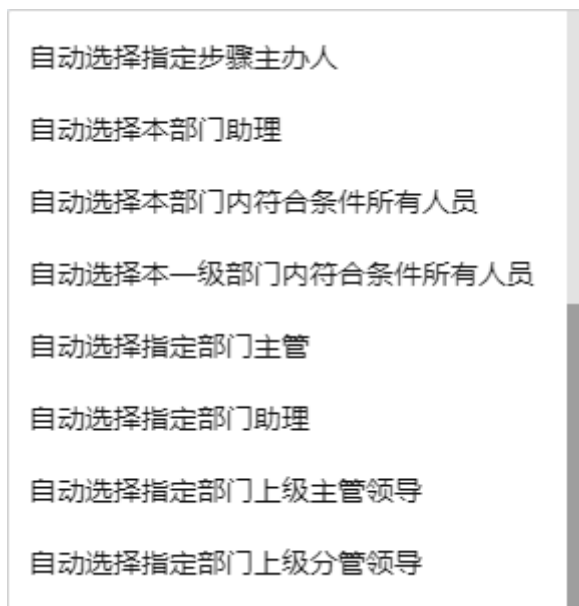 自动选择指定步骤主办人
自动选择本部门助理
自动选择本部门内符合条件所有人员
自动选择本一级部门内符合条件所有人员
自动选择指定部门主管
自动选择指定部门助理
自动选择指定部门上级主管领导
自动选择指定部门上级分管领导